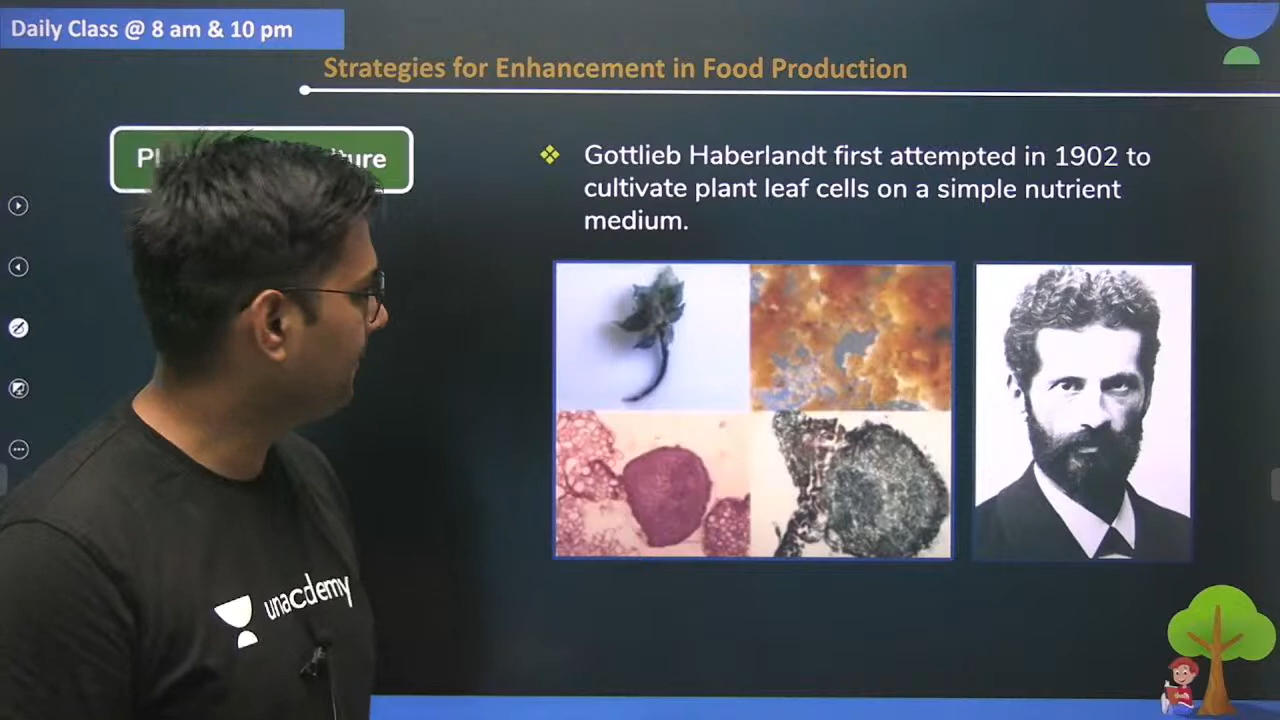 Daily Class @ 8 am & 10 pm
Strategies for Enhancement in Food Production
Gottlieb Haberlandt first attempted in 1902 to
cultivate plant leaf cells on a simple nutrient
medium.
unacdemy